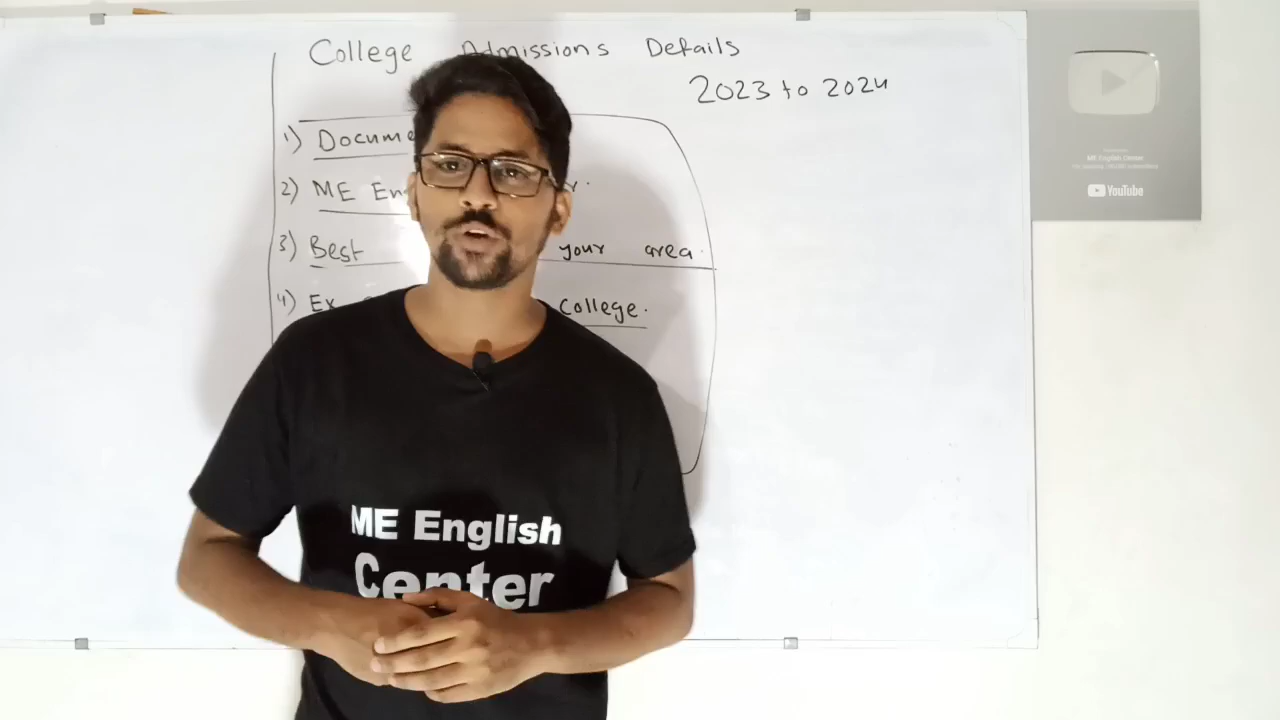 College Admissions Details
2023 to 2024
1) Docume
2) ME En
3) Best your area.
4) Ex College.
ME English
Center
ME English Center
YouTube